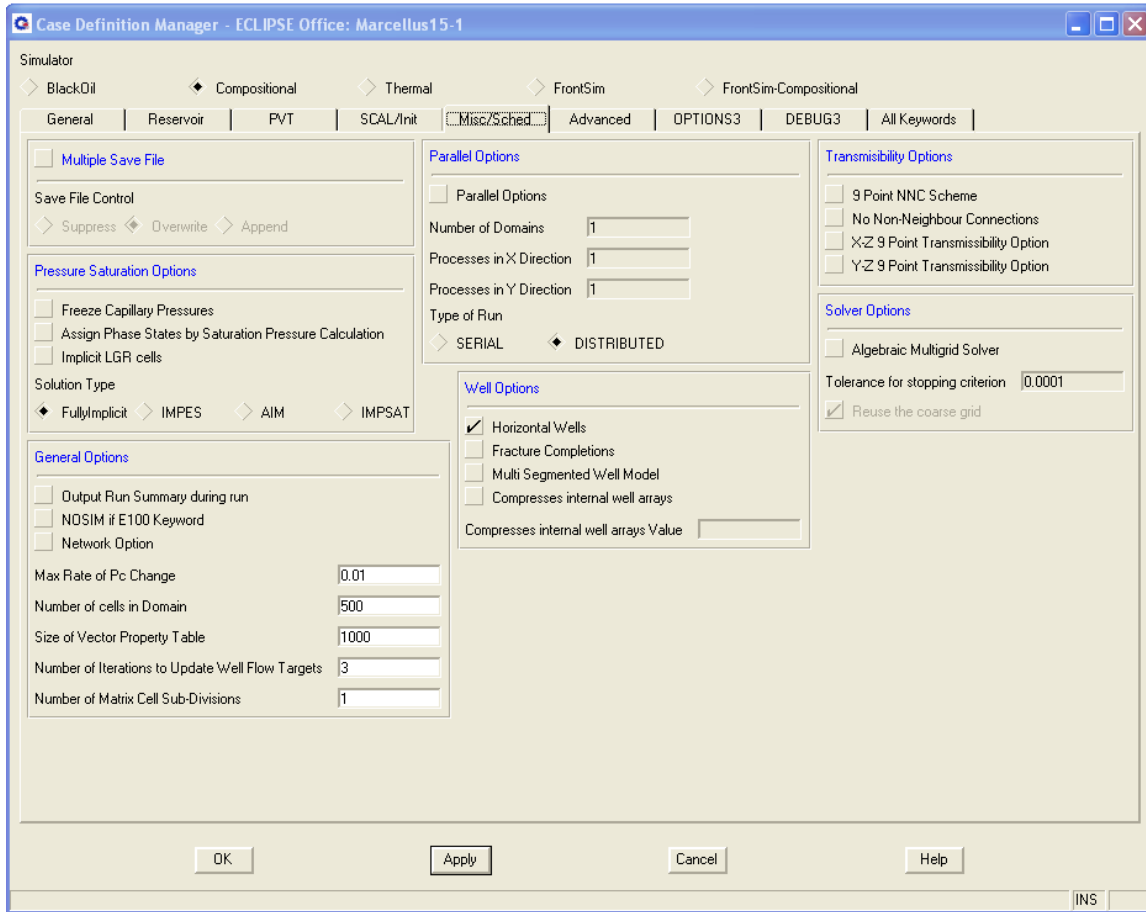 Case Definition Manager - ECLIPSE Office: Marcellus15-1
Simulator
BlackOil Compositional Thermal FrontSim FrontSim-Compositional
General Reservoir PVT SCAL/Init Misc/Sched Advanced OPTIONS3 DEBUG3 All Keywords
Multiple Save File
Save File Control
Suppress Overwrite Append
Pressure Saturation Options
Freeze Capillary Pressures
Assign Phase States by Saturation Pressure Calculation
Implicit LGR cells
Solution Type
FullyImplicit IMPES AIM IMPSAT
General Options
Output Run Summary during run
NOSIM if E100 Keyword
Network Option
Max Rate of Pc Change 0.01
Number of cells in Domain 500
Size of Vector Property Table 1000
Number of Iterations to Update Well Flow Targets 3
Number of Matrix Cell Sub-Divisions 1
Parallel Options
Parallel Options
Number of Domains 1
Processes in X Direction 1
Processes in Y Direction 1
Type of Run
SERIAL DISTRIBUTED
Well Options
Horizontal Wells
Fracture Completions
Multi Segmented Well Model
Compresses internal well arrays
Compresses internal well arrays Value
Transmisibility Options
9 Point NNC Scheme
No Non-Neighbour Connections
X-Z 9 Point Transmissibility Option
Y-Z 9 Point Transmissibility Option
Solver Options
Algebraic Multigrid Solver
Tolerance for stopping criterion 0.0001
Reuse the coarse grid
OK Apply Cancel Help
INS